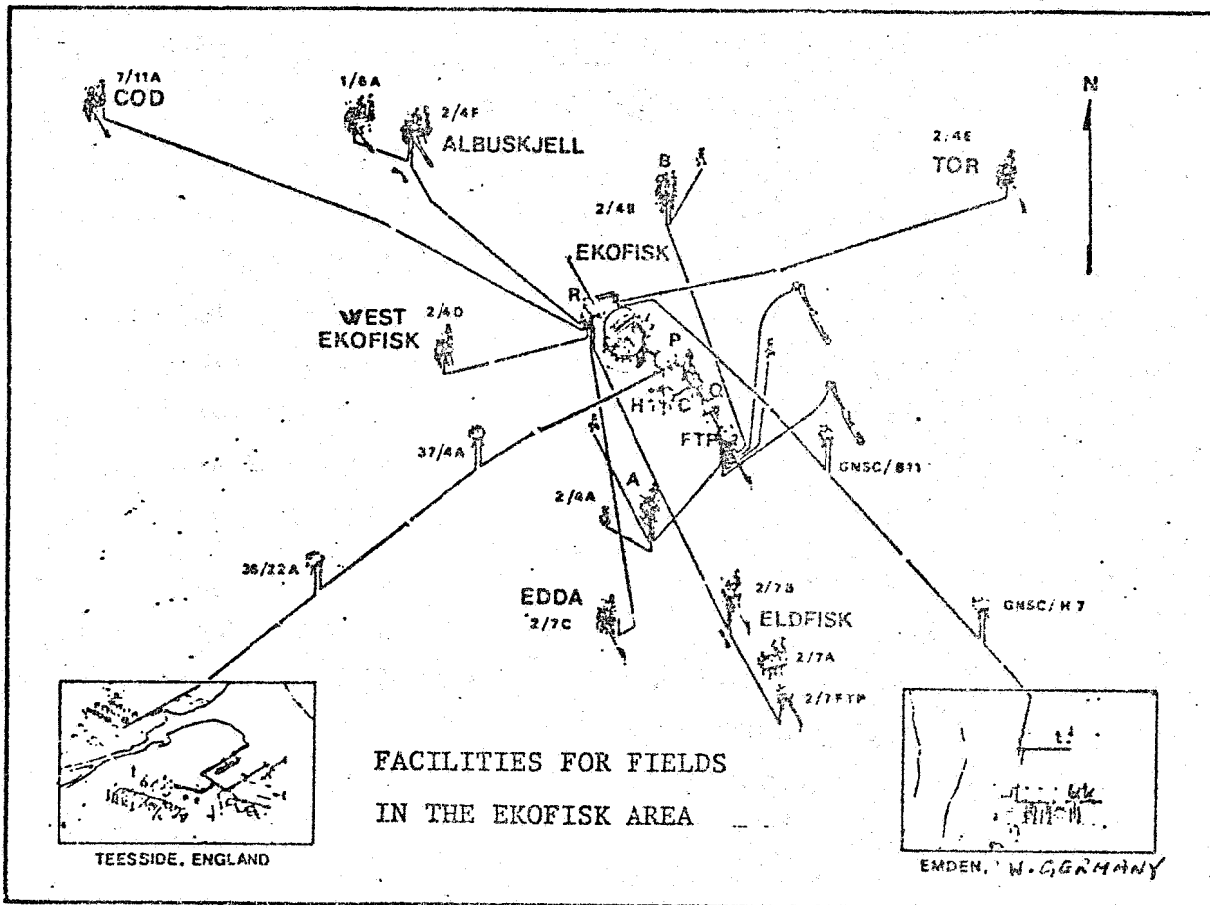 7/11A
COD
1/6A
2/4F
ALBUSKJELL
N
2/4E
TOR
B
2/4B
EKOFISK
R
WEST
EKOFISK
2/4D
P
H
C
Q
FTP
37/4A
GNSC/B11
A
2/4A
36/22A
EDDA
2/7C
2/7B
ELDFISK
2/7A
2/7FTP
GNSC/H7
FACILITIES FOR FIELDS
IN THE EKOFISK AREA
TEESSIDE, ENGLAND
EMDEN, W. GERMANY